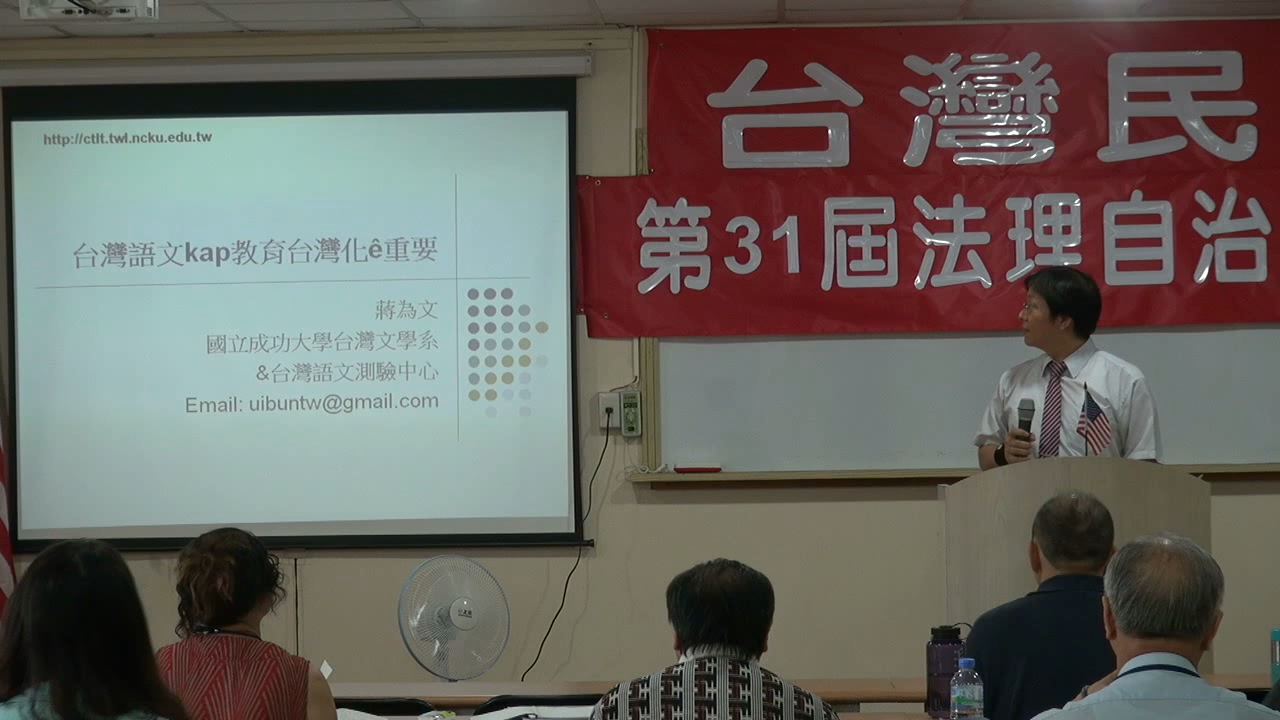 http://ctlt.twl.ncku.edu.tw
台灣語文kap教育台灣化ê重要
蔣為文
國立成功大學台灣文學系
&台灣語文測驗中心
Email: uibuntw@gmail.com
台灣民
第31屆法理自治